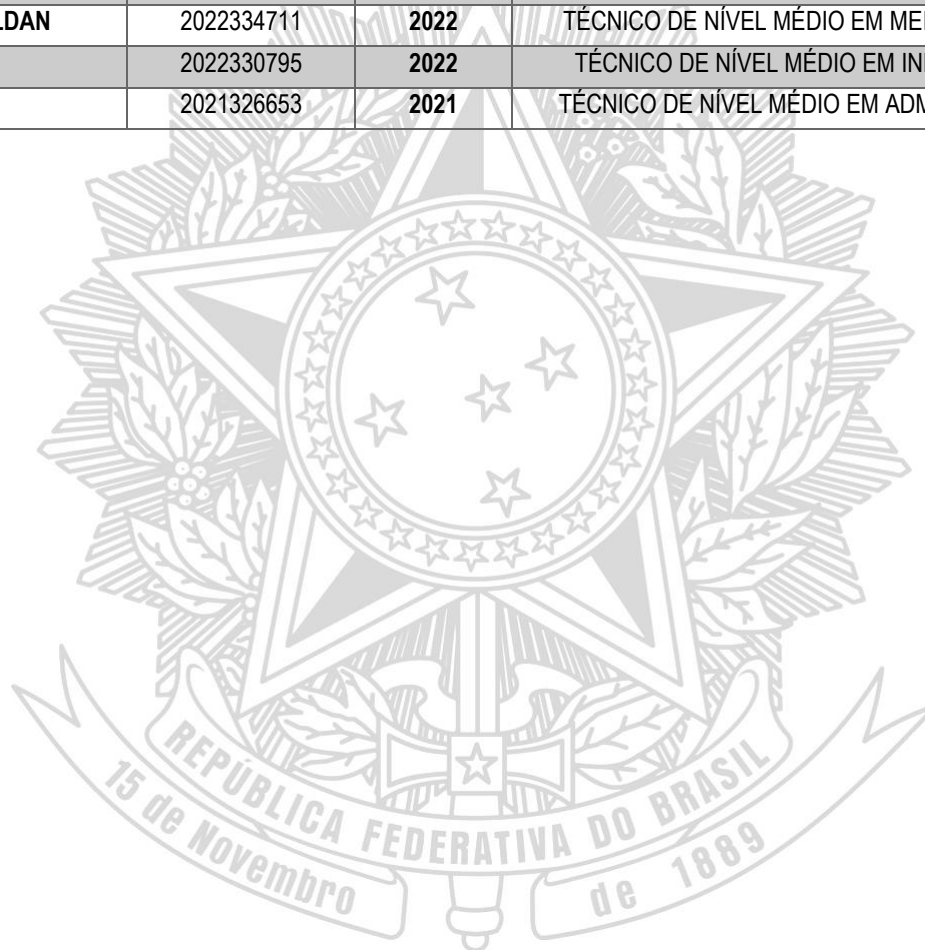 LDAN 2022334711 2022 TÉCNICO DE NÍVEL MÉDIO EM ME
2022330795 2022 TÉCNICO DE NÍVEL MÉDIO EM IN
2021326653 2021 TÉCNICO DE NÍVEL MÉDIO EM ADM
REPÚBLICA FEDERATIVA DO BRASIL
15 de Novembro de 1889